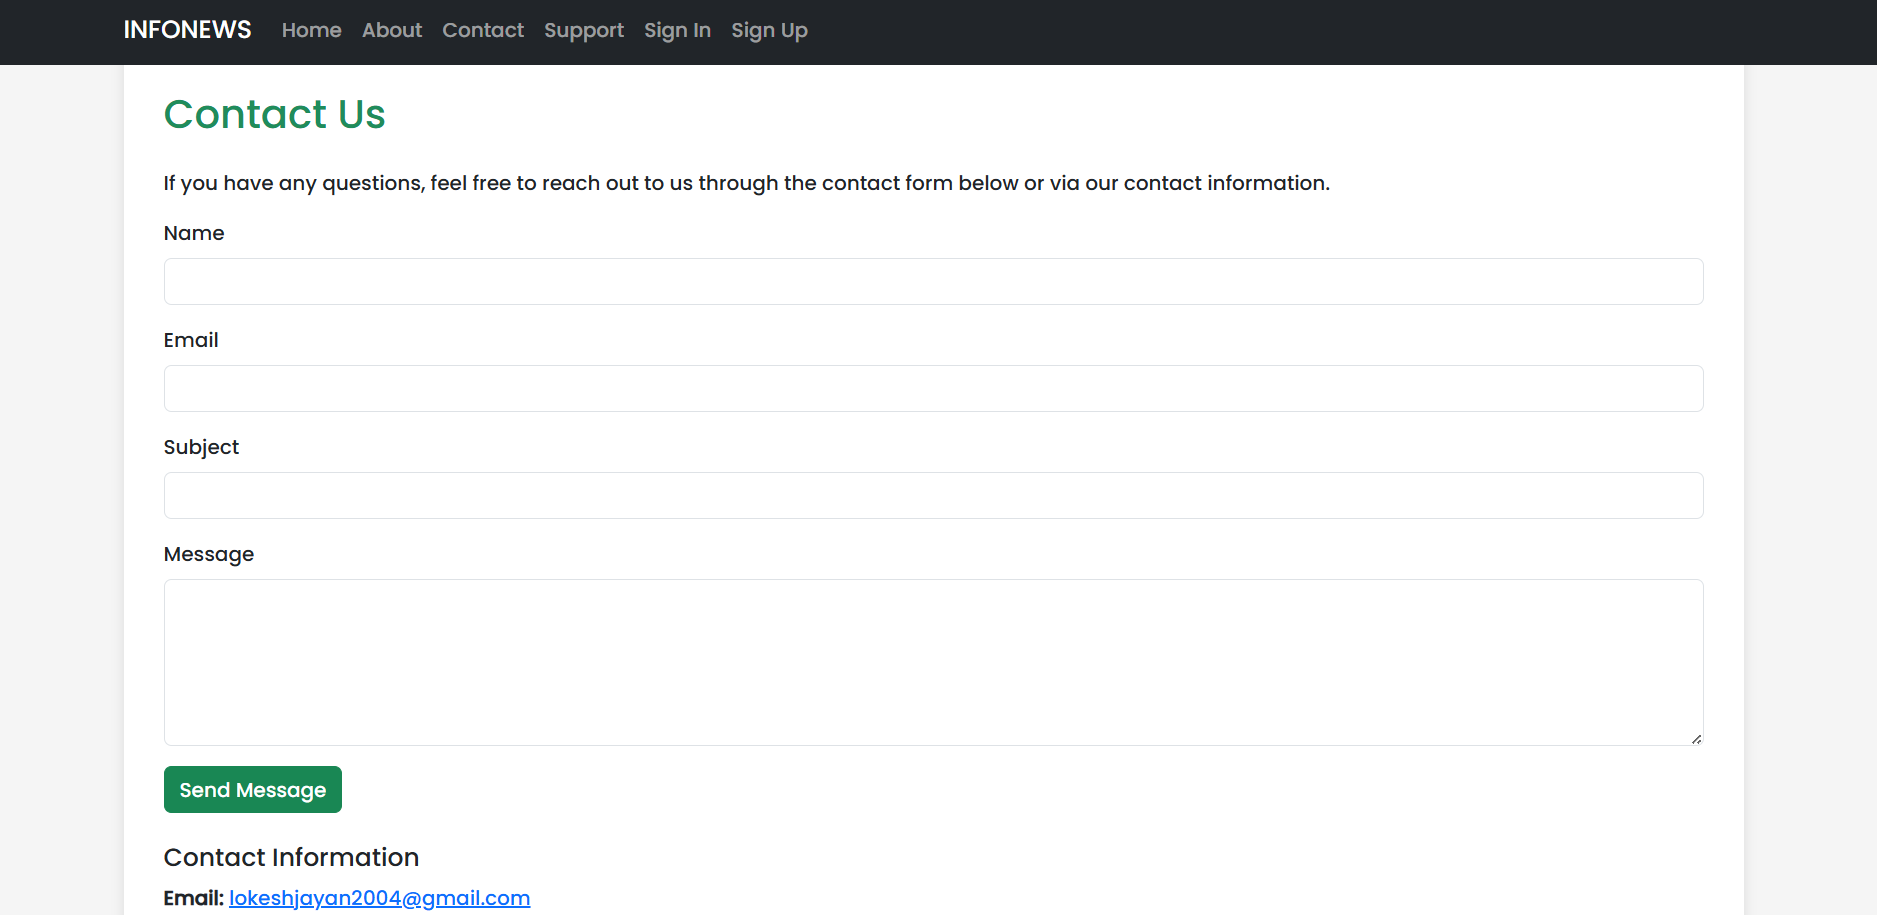 INFONEWS Home About Contact Support Sign In Sign Up
Contact Us
If you have any questions, feel free to reach out to us through the contact form below or via our contact information.
Name
Email
Subject
Message
Send Message
Contact Information
Email: lokeshjayan2004@gmail.com